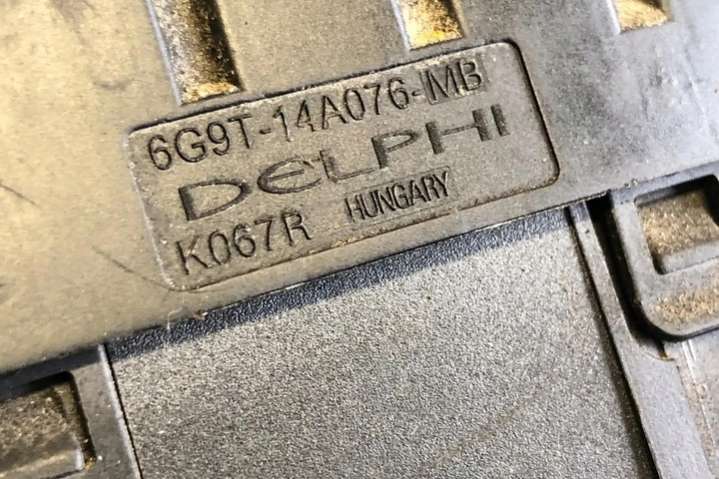 6G9T-14A076-MB
DELPHI
K067R HUNGARY